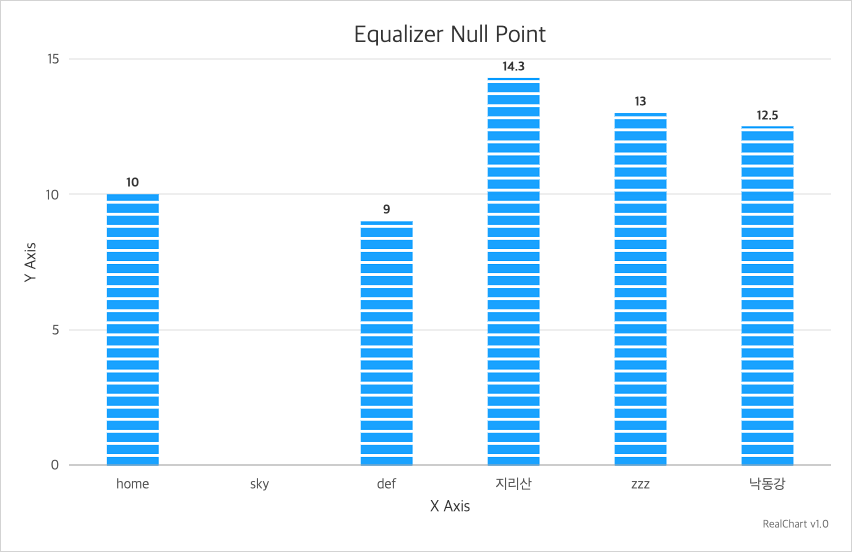 Equalizer Null Point
15
10
5
0
Y Axis
10
9
14.3
13
12.5
home
sky
def
지리산
zzz
낙동강
X Axis
RealChart v1.0